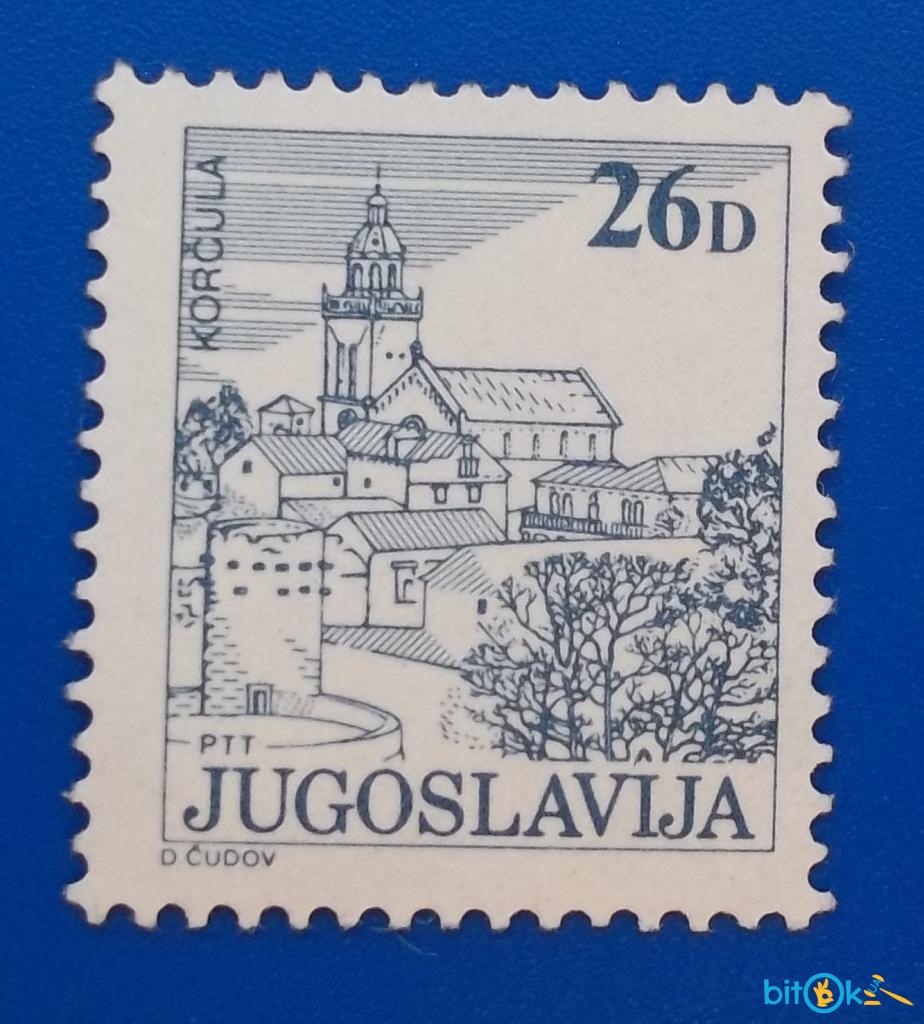 KORČULA
26D
PTT
JUGOSLAVIJA
D ČUDOV
bitOk